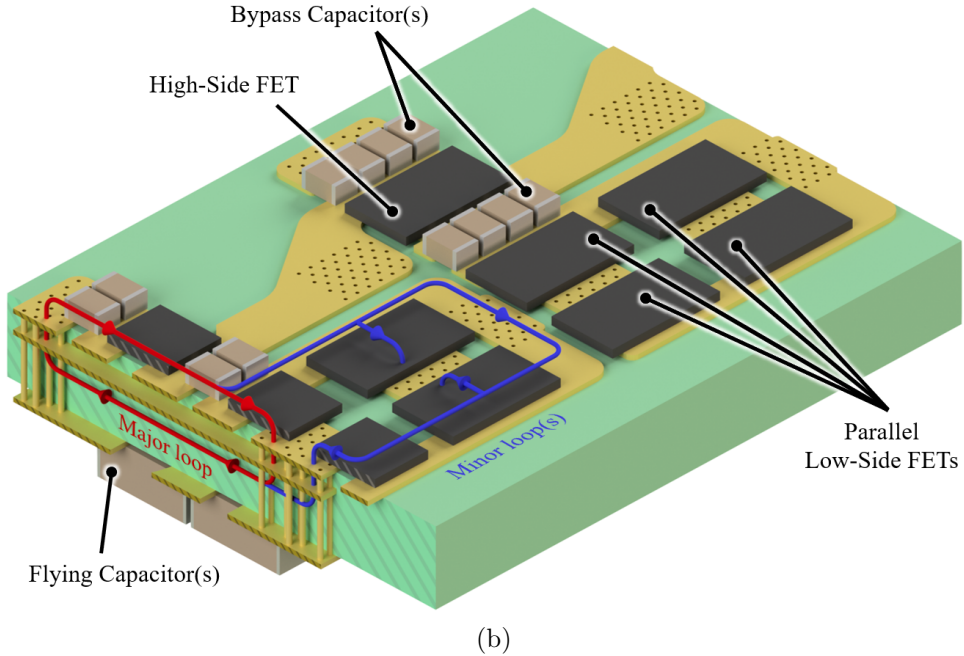 Bypass Capacitor(s)
High-Side FET
Major loop
Minor loop(s)
Parallel
Low-Side FETs
Flying Capacitor(s)
(b)